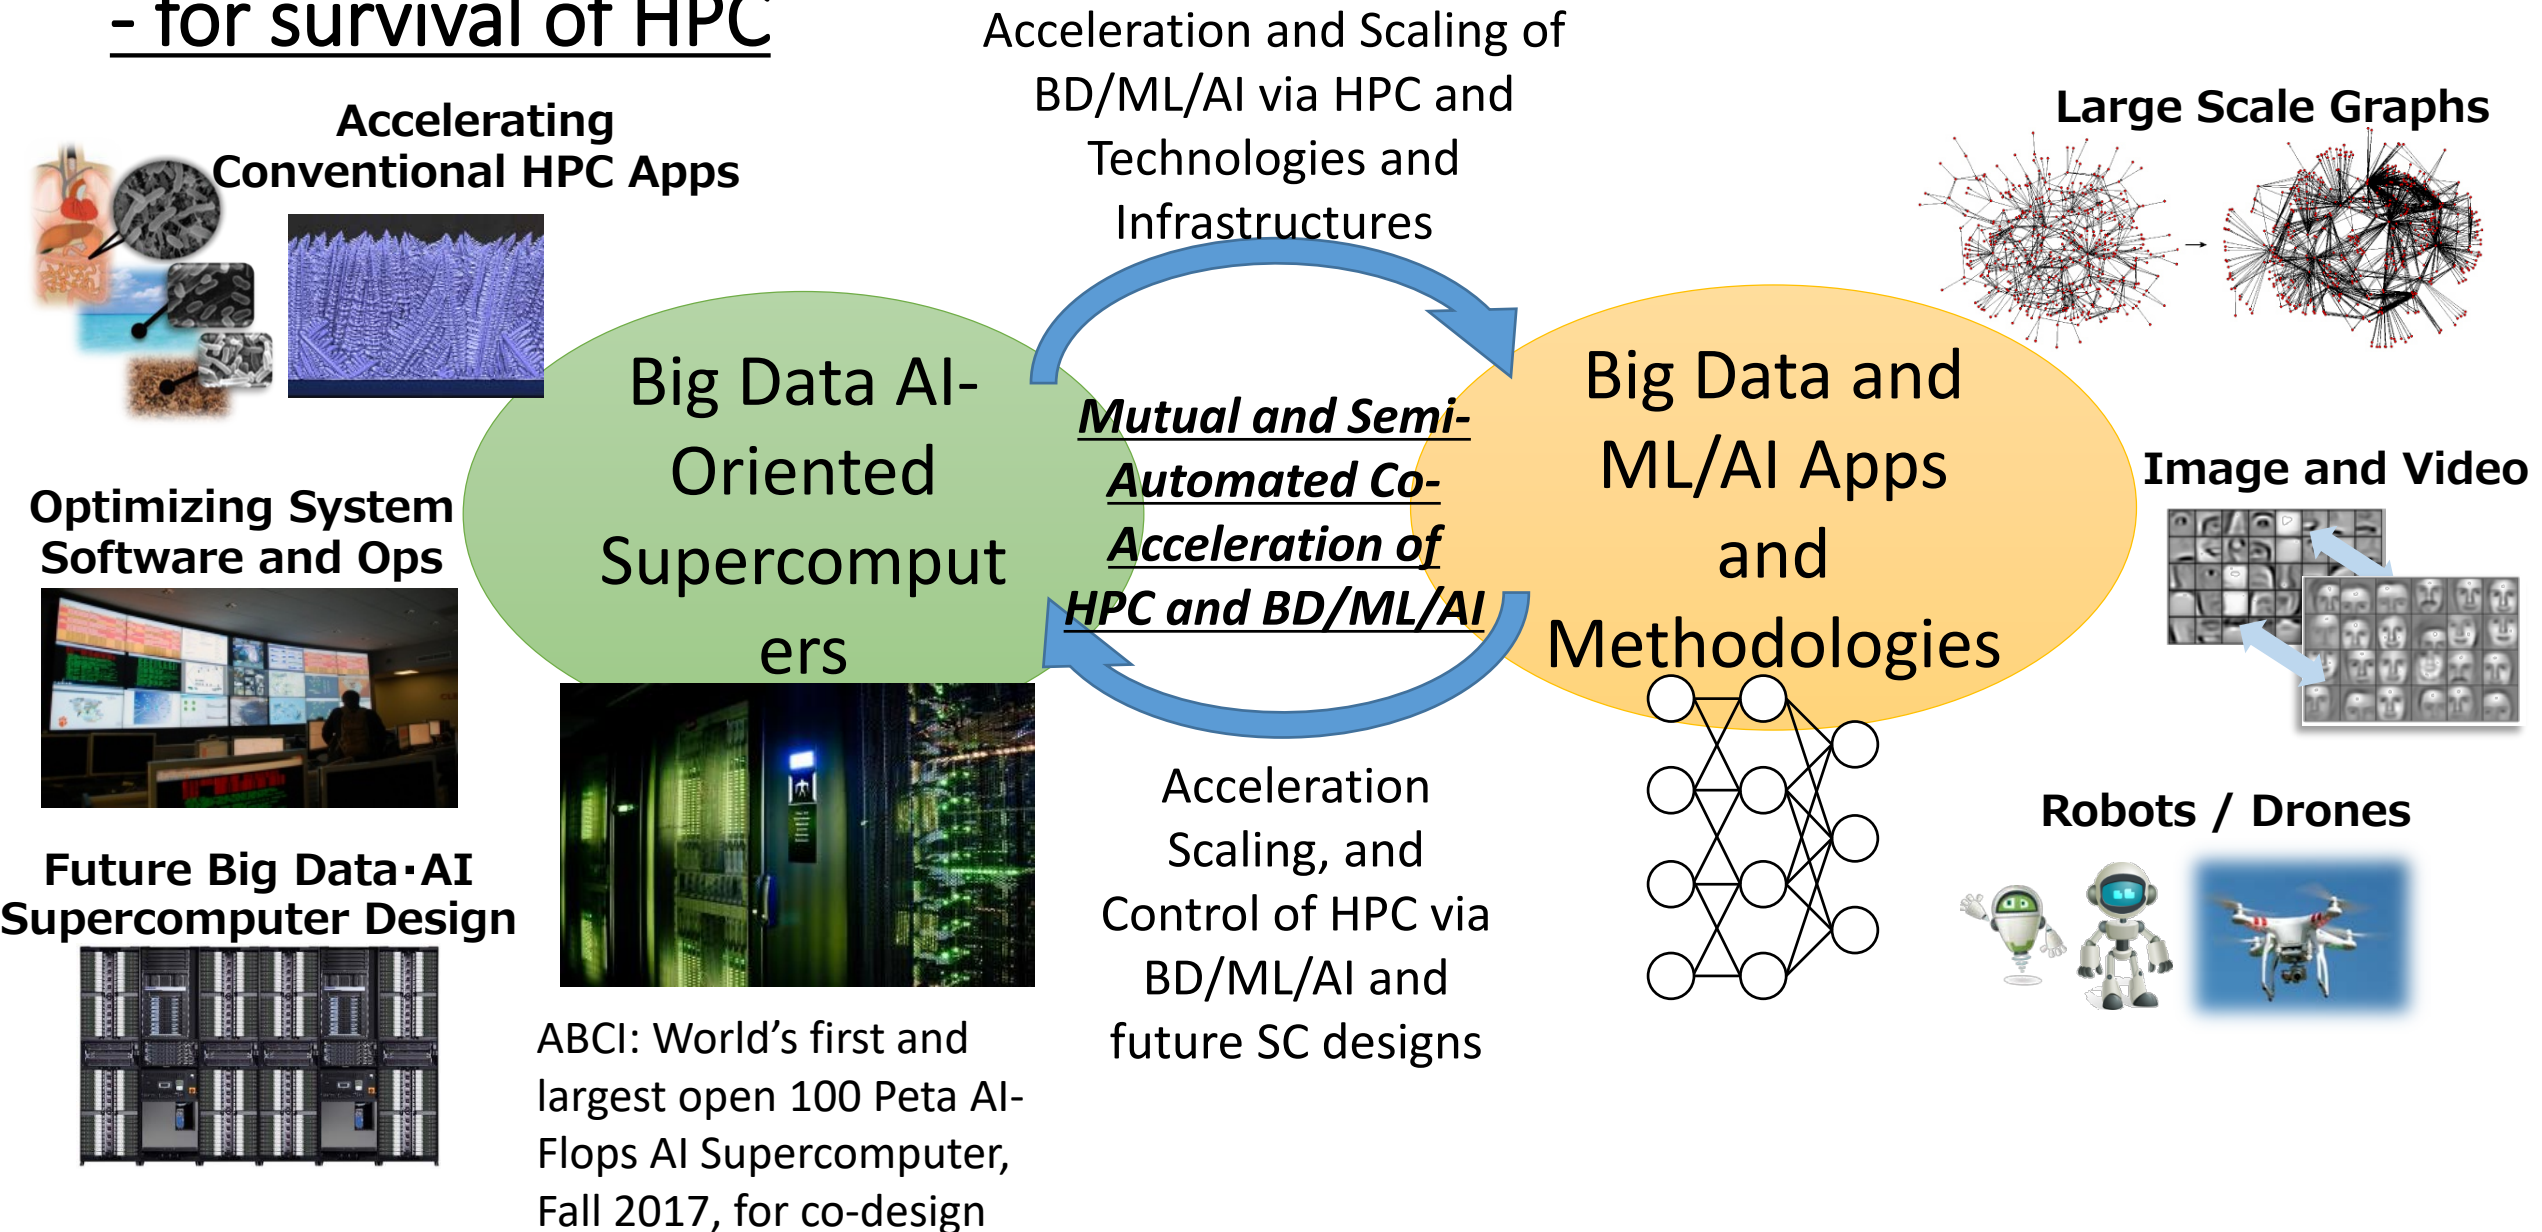 - for survival of HPC
Accelerating
Conventional HPC Apps
Optimizing System
Software and Ops
Future Big Data・AI
Supercomputer Design
Big Data AI-
Oriented
Supercomput
ers
ABCI: World’s first and
largest open 100 Peta AI-
Flops AI Supercomputer,
Fall 2017, for co-design
Acceleration and Scaling of
BD/ML/AI via HPC and
Technologies and
Infrastructures
Mutual and Semi-
Automated Co-
Acceleration of
HPC and BD/ML/AI
Acceleration
Scaling, and
Control of HPC via
BD/ML/AI and
future SC designs
Big Data and
ML/AI Apps
and
Methodologies
Large Scale Graphs
Image and Video
Robots / Drones